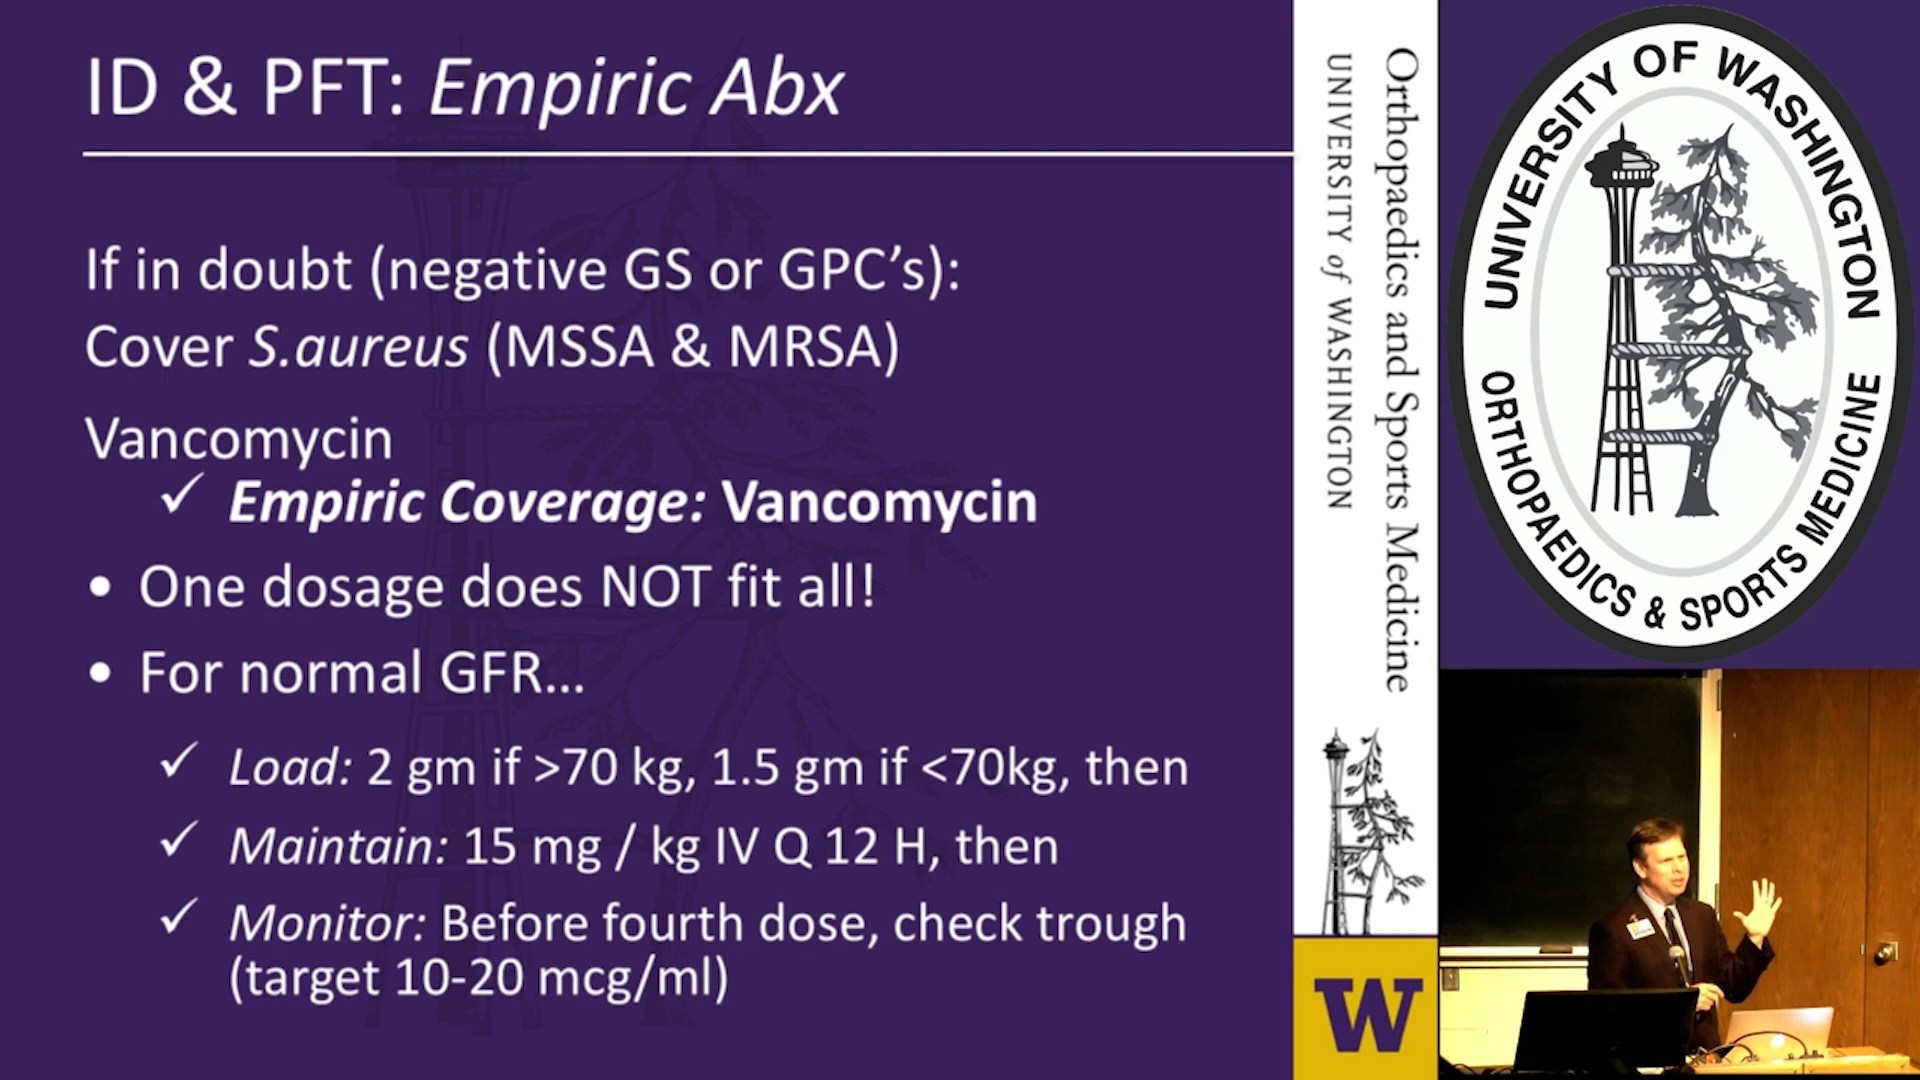 ID & PFT: Empiric Abx
If in doubt (negative GS or GPC’s):
Cover S.aureus (MSSA & MRSA)
Vancomycin
✓ Empiric Coverage: Vancomycin
• One dosage does NOT fit all!
• For normal GFR...
✓ Load: 2 gm if >70 kg, 1.5 gm if <70kg, then
✓ Maintain: 15 mg / kg IV Q 12 H, then
✓ Monitor: Before fourth dose, check trough
(target 10-20 mcg/ml)
Orthopaedics and Sports Medicine
UNIVERSITY of WASHINGTON
W
UNIVERSITY OF WASHINGTON
ORTHOPAEDICS & SPORTS MEDICINE